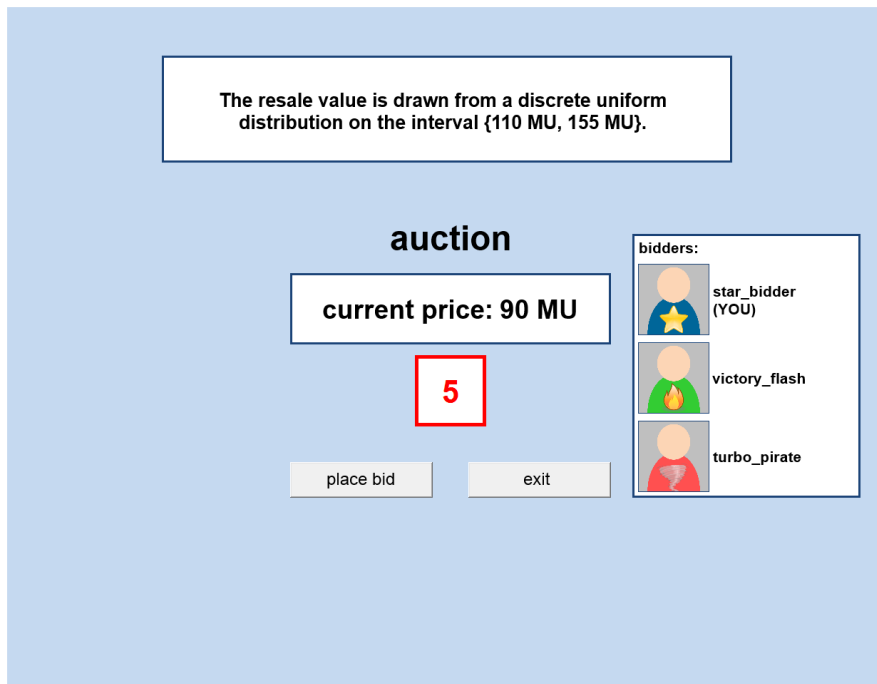 The resale value is drawn from a discrete uniform
distribution on the interval {110 MU, 155 MU}.
auction
current price: 90 MU
5
place bid
exit
bidders:
star_bidder
(YOU)
victory_flash
turbo_pirate